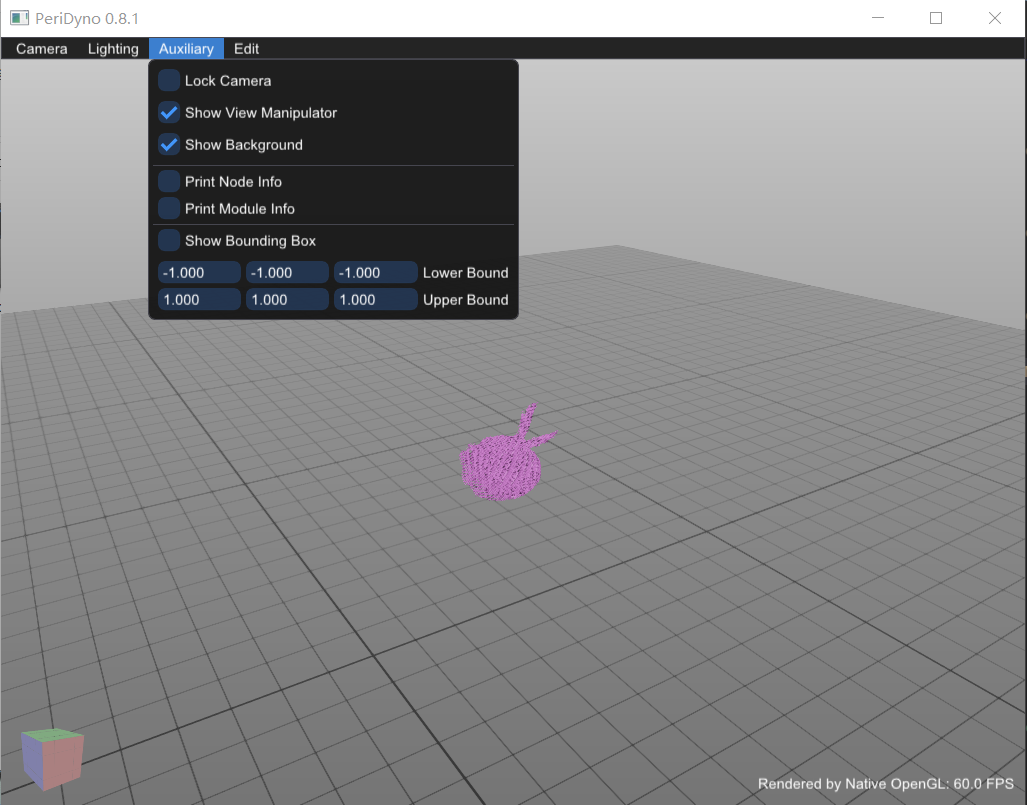 PeriDyno 0.8.1
Camera Lighting Auxiliary Edit
Lock Camera
Show View Manipulator
Show Background
Print Node Info
Print Module Info
Show Bounding Box
-1.000 -1.000 -1.000 Lower Bound
1.000 1.000 1.000 Upper Bound
Rendered by Native OpenGL: 60.0 FPS